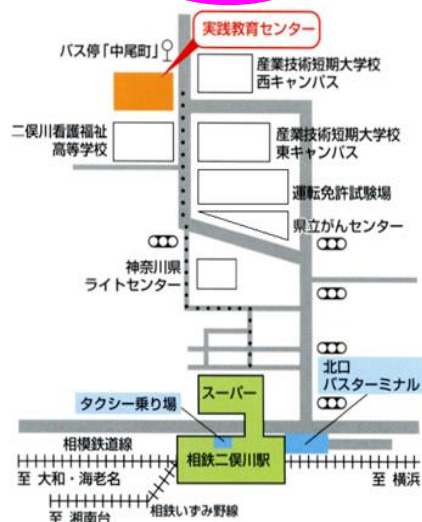 実践教育センター
バス停「中尾町」
産業技術短期大学校
西キャンパス
二俣川看護福祉
高等学校
産業技術短期大学校
東キャンパス
運転免許試験場
県立がんセンター
神奈川県
ライトセンター
北口
バスターミナル
スーパー
タクシー乗り場
相模鉄道線
相鉄二俣川駅
至 大和・海老名
至 横浜
相鉄いずみ野線
至 湘南台